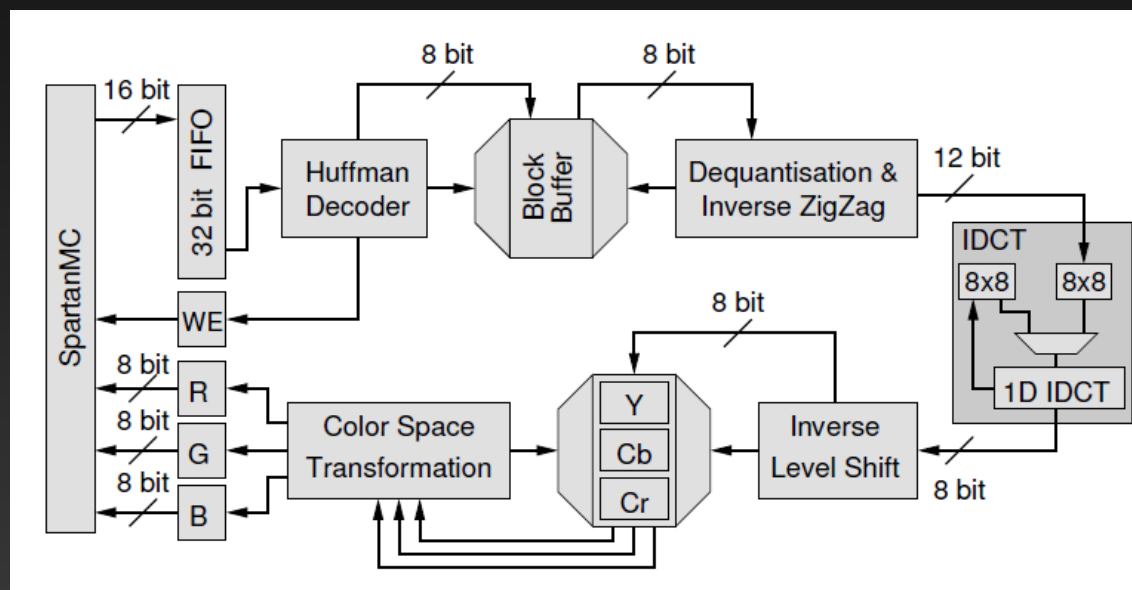 8 bit
8 bit
16 bit
SpartanMC
32 bit FIFO
Huffman
Decoder
Block
Buffer
Dequantisation &
Inverse ZigZag
12 bit
IDCT
8x8
8x8
1D IDCT
WE
8 bit
R
8 bit
G
8 bit
B
Color Space
Transformation
8 bit
Y
Cb
Cr
Inverse
Level Shift
8 bit